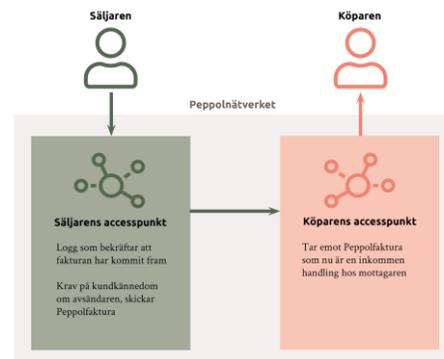 Säljaren
Köparen
Peppolnätverket
Säljarens accesspunkt
Logg som bekräftar att
fakturan har kommit fram
Krav på kundkännedom
om avsändaren, skickar
Peppolfaktura
Köparens accesspunkt
Tar emot Peppolfaktura
som nu är en inkommen
handling hos mottagaren